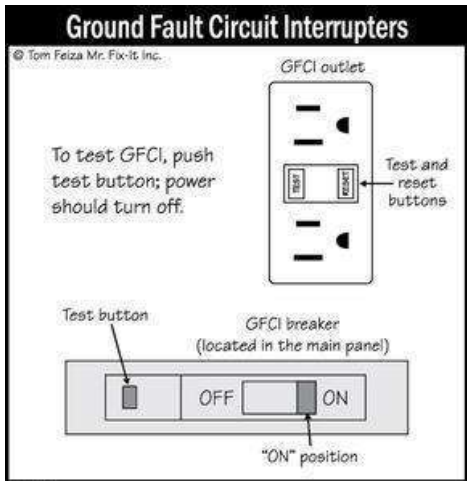 Ground Fault Circuit Interrupters
© Tom Feiza Mr. Fix-It Inc.
GFCI outlet
To test GFCI, push
test button; power
should turn off.
TEST
RESET
Test and
reset
buttons
Test button
GFCI breaker
(located in the main panel)
OFF
ON
"ON" position